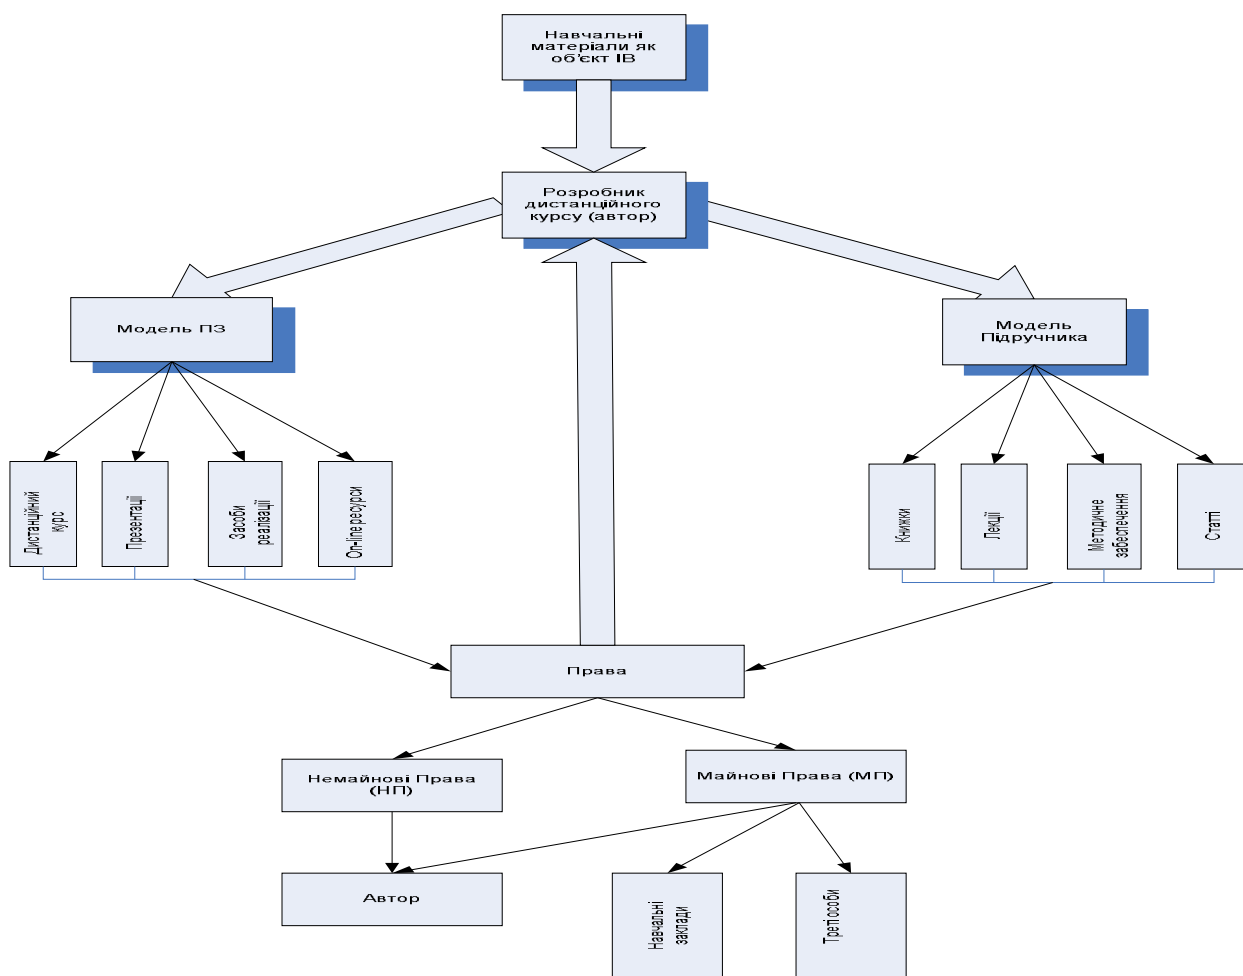 Навчальні
матеріали як
об'єкт ІВ
Розробник
дистанційного
курсу (автор)
Модель ПЗ
Модель
Підручника
Дистанційний
курс
Презентації
Засоби
реалізації
On-line ресурси
Книжки
Лекції
Методичне
забеспечення
Статті
Права
Немайнові Права
(НП)
Майнові Права (МП)
Автор
Навчальні
заклади
Треті особи